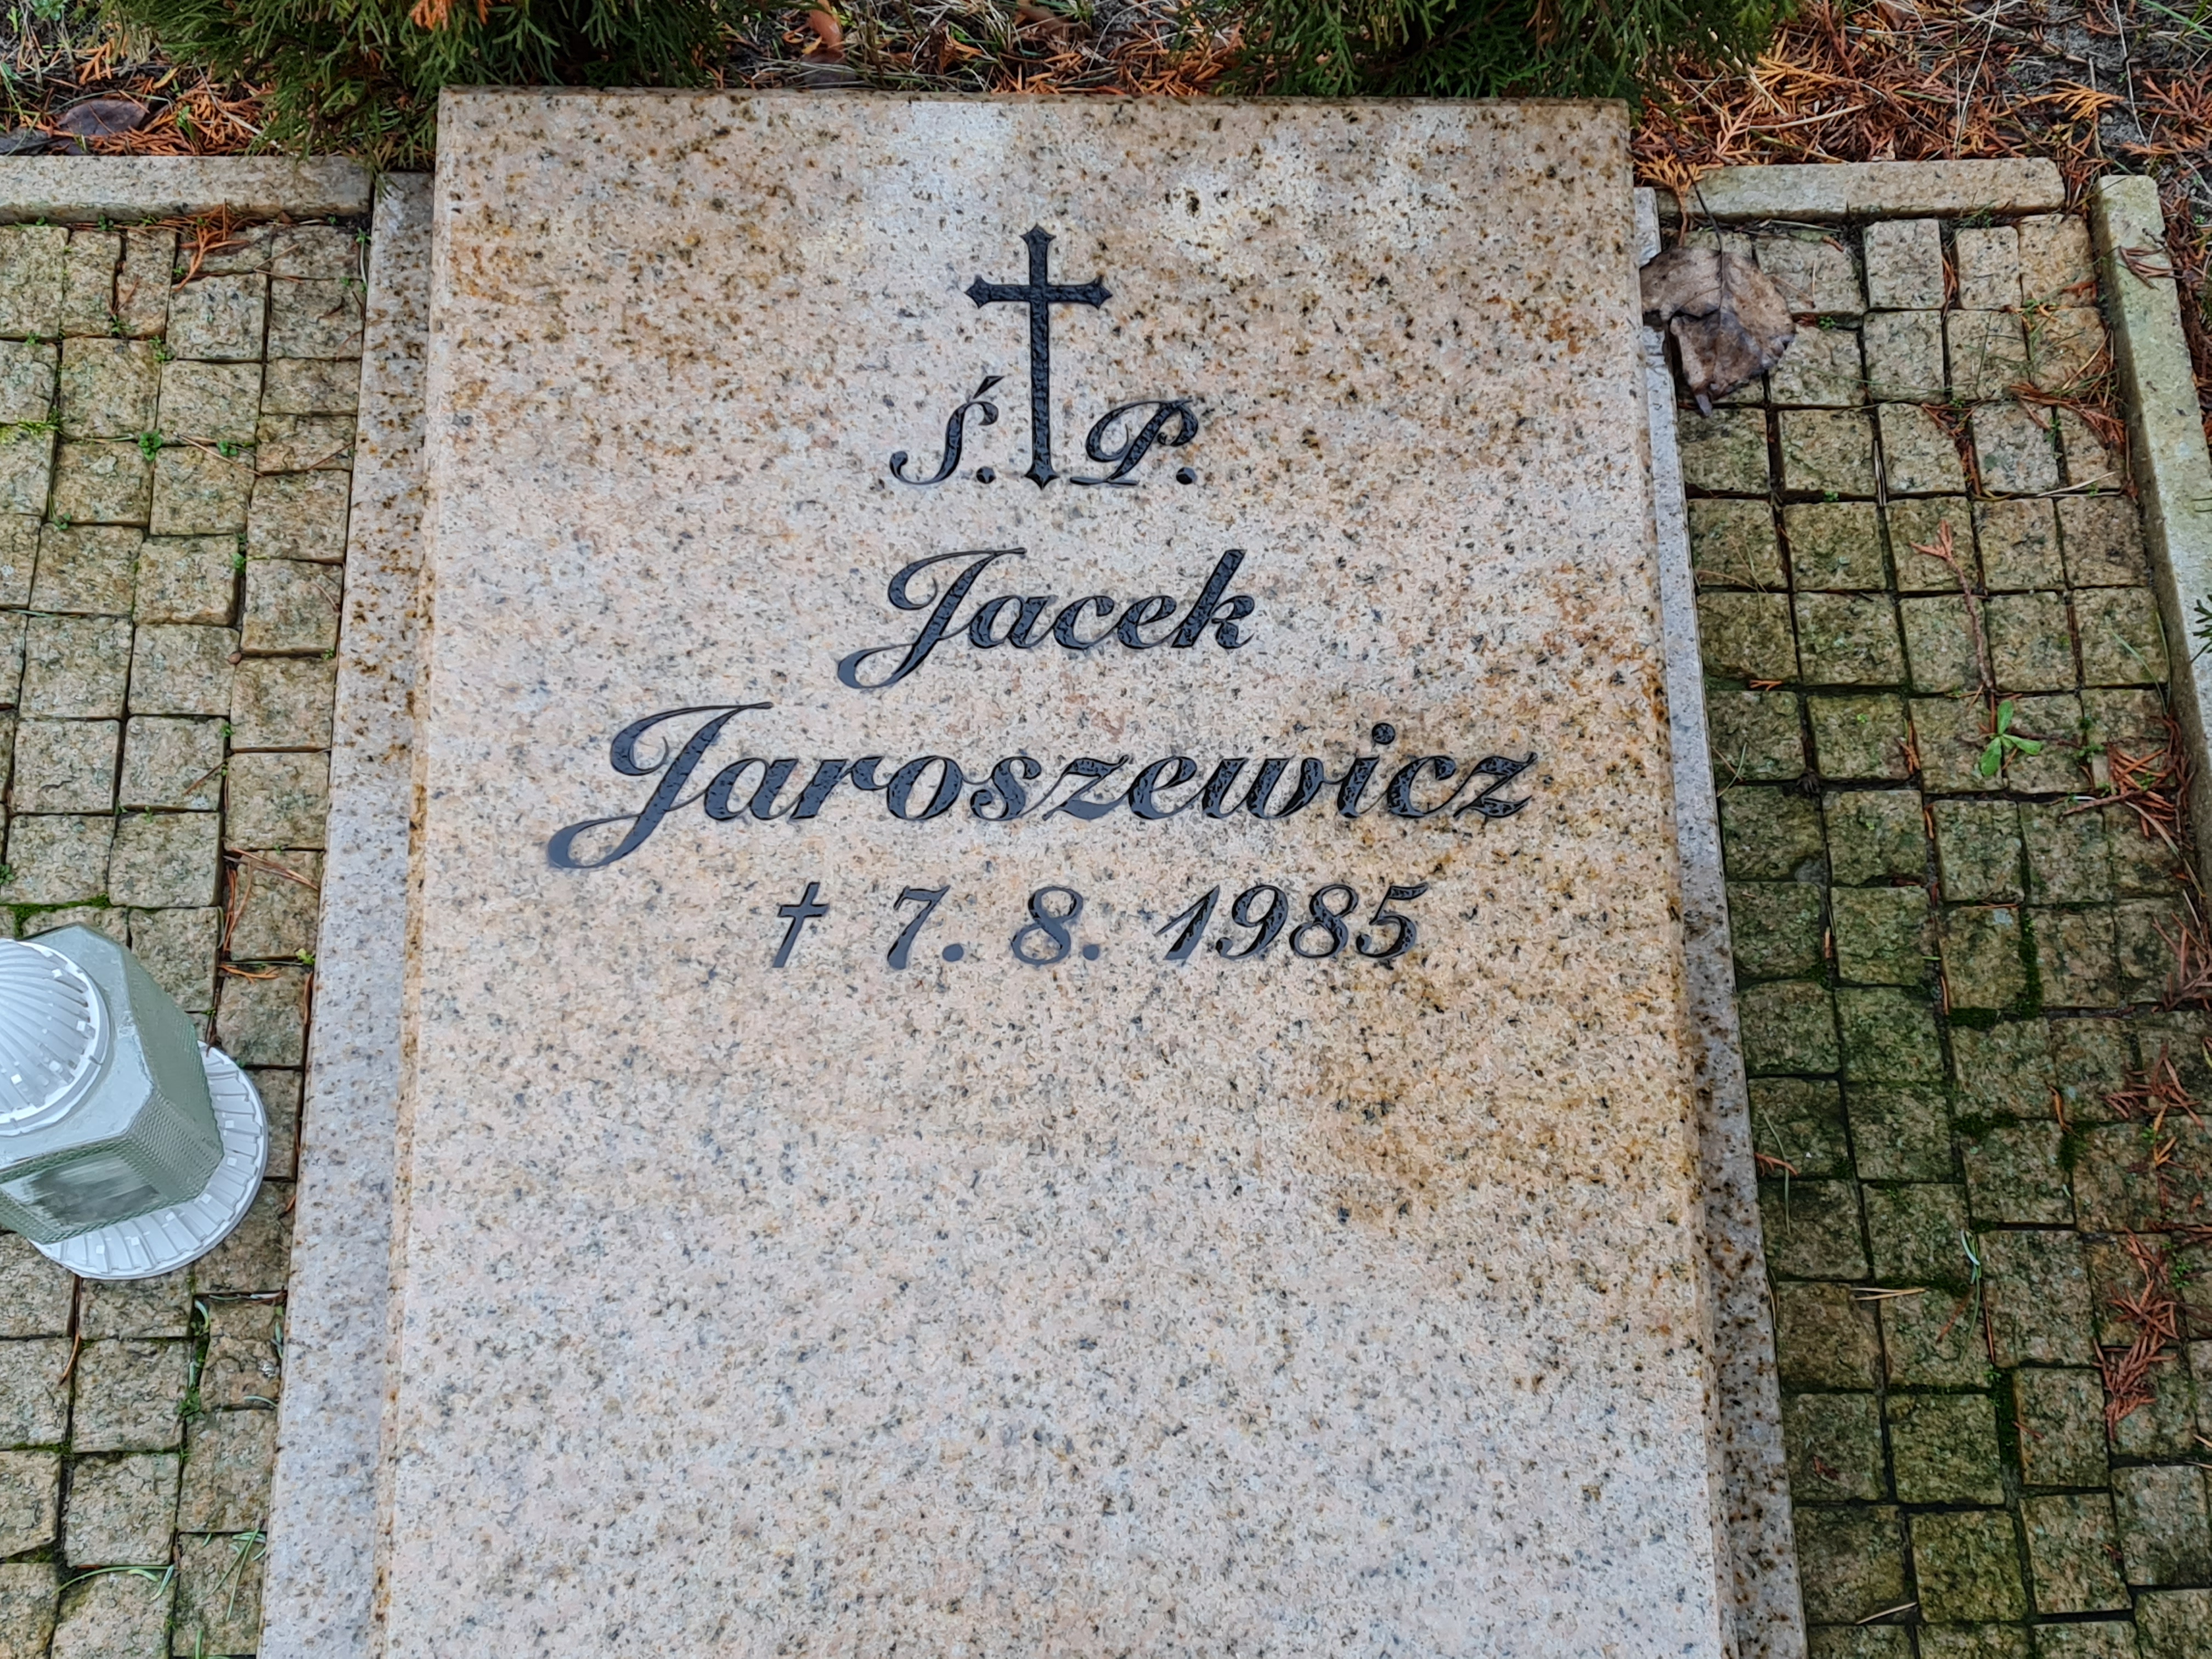 Ś. P.
Jacek
Jaroszewicz
† 7. 8. 1985